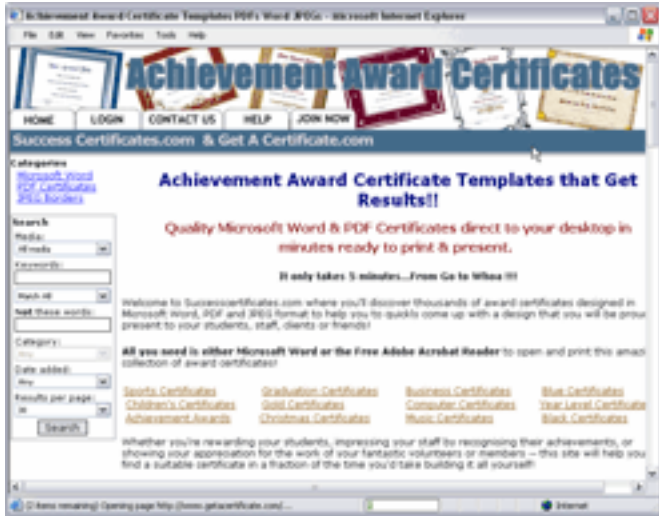 Achievement Award Certificate Templates PDFs Word JPEGs - Microsoft Internet Explorer
File Edit View Favorites Tools Help
Achievement Award Certificates
HOME LOGIN CONTACT US HELP JOIN NOW
Success Certificates.com & Get A Certificate.com
Categories
Microsoft Word
PDF Certificates
JPEG Borders
Search
Media:
All media
Keywords:
Match All
Not these words:
Category:
Any
Date added:
Any
Results per page:
Search
Achievement Award Certificate Templates that Get
Results!!
Quality Microsoft Word & PDF Certificates direct to your desktop in
minutes ready to print & present.
It only takes 5 minutes...From Go to Whoa !!!
Welcome to Successcertificates.com where you'll discover thousands of award certificates designed in
Microsoft Word, PDF and JPEG format to help you to quickly come up with a design that you will be prou
present to your students, staff, clients or friends!
All you need is either Microsoft Word or the Free Adobe Acrobat Reader to open and print this amazi
collection of award certificates!
Sports Certificates Graduation Certificates Business Certificates Blue Certificates
Children's Certificates Gold Certificates Computer Certificates Year Level Certificate
Achievement Awards Christmas Certificates Music Certificates Black Certificates
Whether you're rewarding your students, impressing your staff by recognising their achievements, or
showing your appreciation for the work of your fantastic volunteers or members -- this site will help you
find a suitable certificate in a fraction of the time you'd take building it all yourself!
(2 items remaining) Opening page http://www.getacertificate.com/... Internet